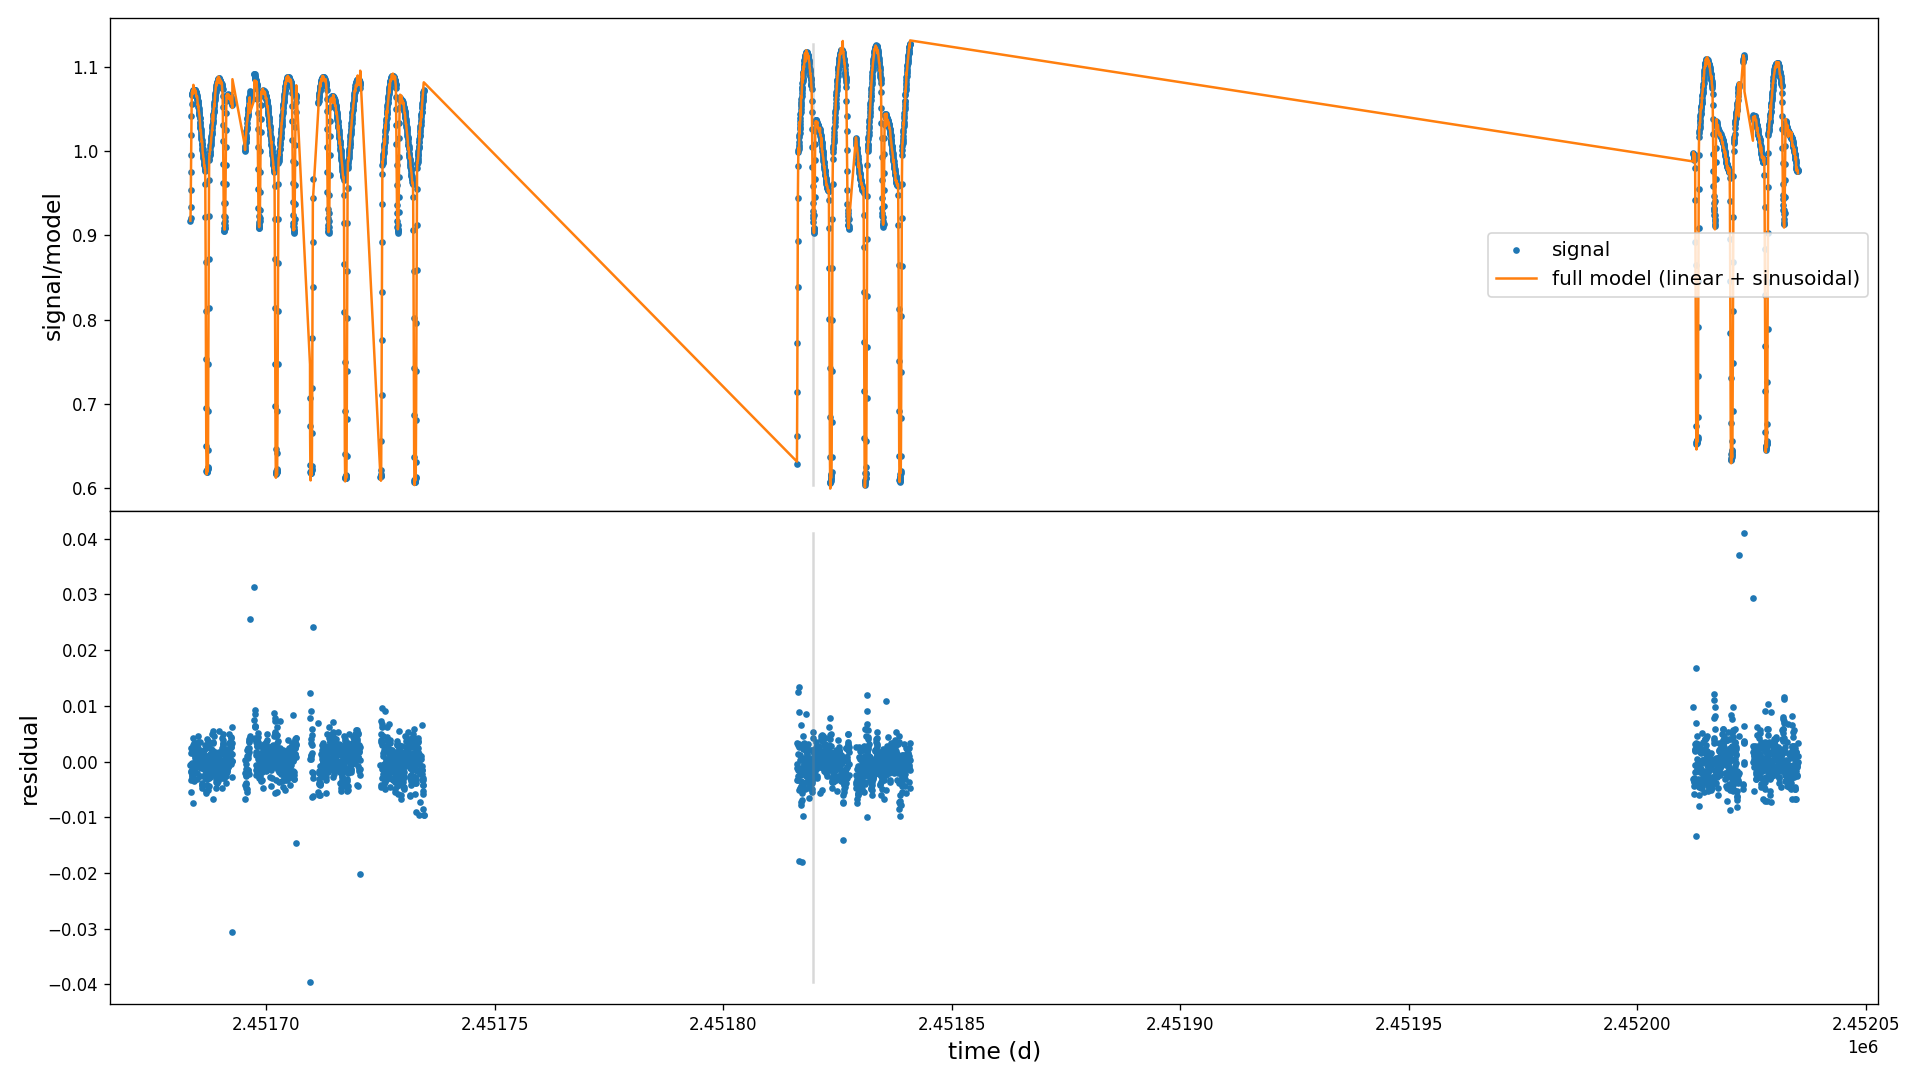 1.1
1.0
0.9
0.8
0.7
0.6
signal/model
signal
full model (linear + sinusoidal)
0.04
0.03
0.02
0.01
0.00
−0.01
−0.02
−0.03
−0.04
residual
2.45170 2.45175 2.45180 2.45185 2.45190 2.45195 2.45200 2.45205
1e6
time (d)